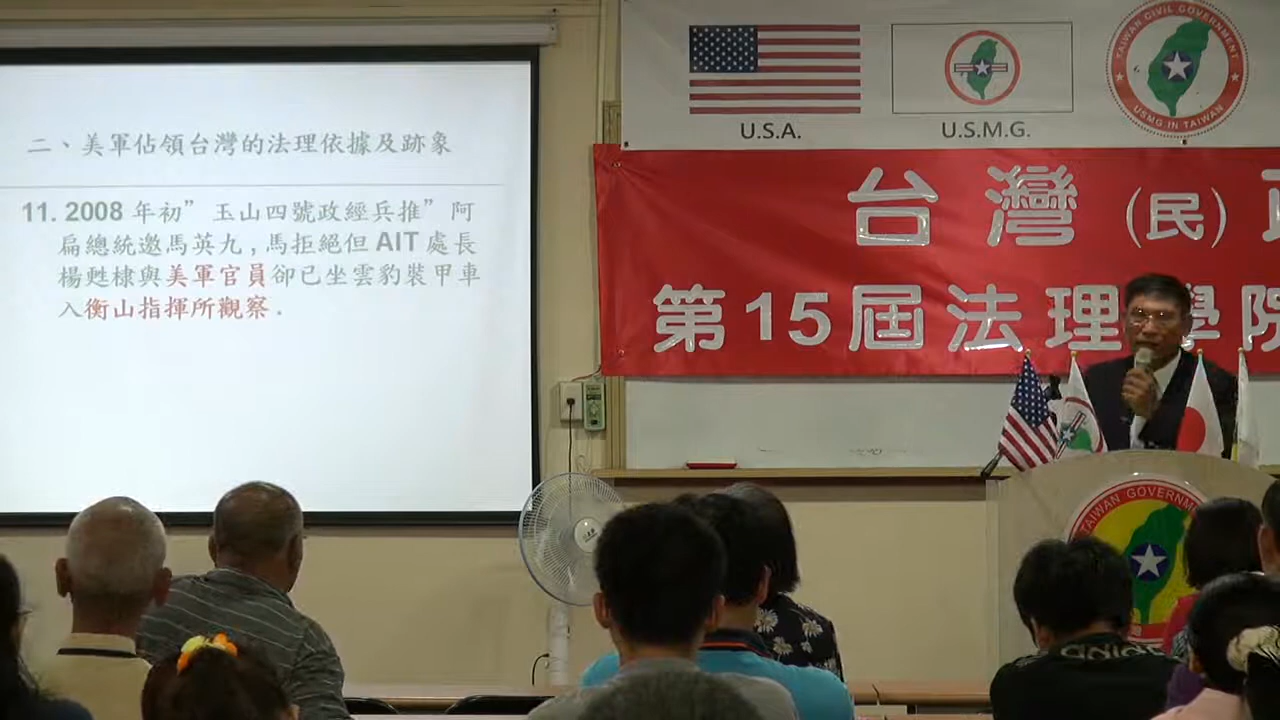 二、美軍佔領台灣的法理依據及跡象
11. 2008 年初”玉山四號政經兵推”阿
扁總統邀馬英九,馬拒絕但 AIT 處長
楊甦棣與美軍官員卻已坐雲豹裝甲車
入衡山指揮所觀察.
U.S.A.
U.S.M.G.
TAIWAN CIVIL GOVERNMENT
USMG IN TAIWAN
台灣(民)
第15屆法理學院
TAIWAN GOVERNMENT
adidas